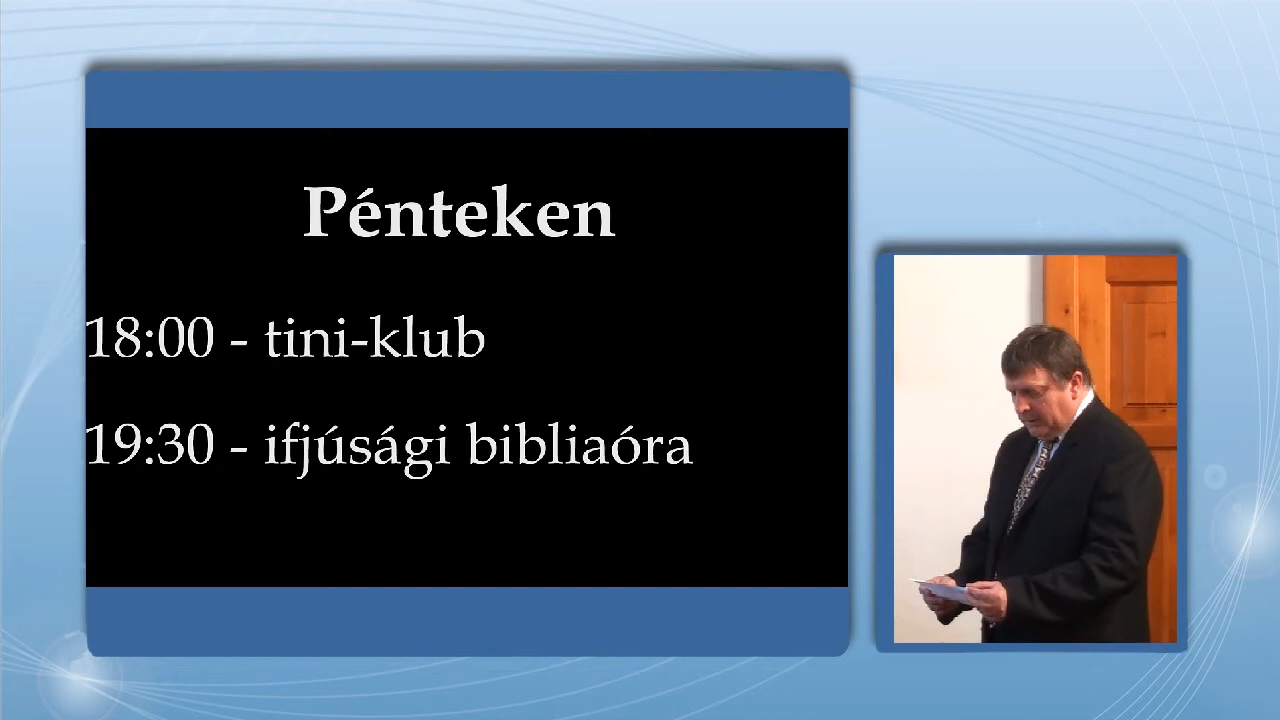 Pénteken
18:00 - tini-klub
19:30 - ifjúsági bibliaóra